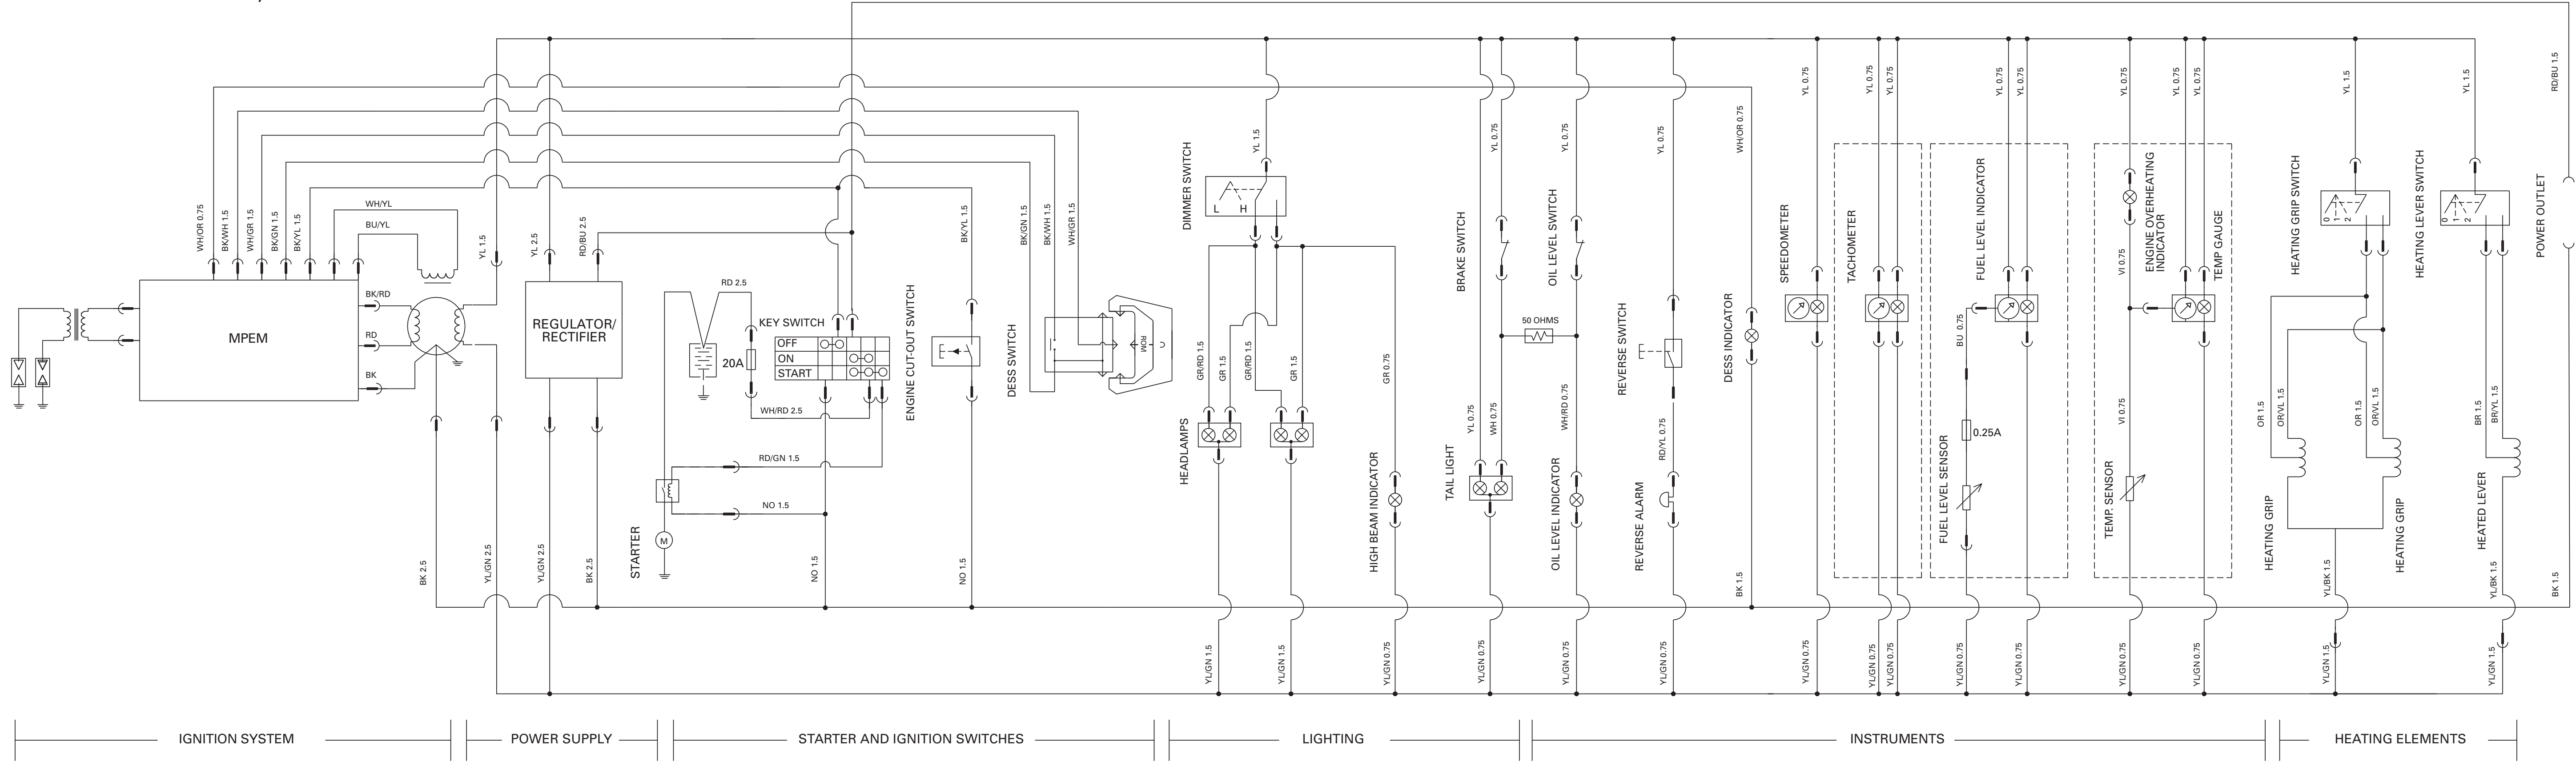 WH/OR 0.75
BK/WH 1.5
WH/GR 1.5
BK/GN 1.5
BK/YL 1.5
WH/YL
BU/YL
MPEM
BK/RD
RD
BK
BK 2.5
YL 1.5
YL/GN 2.5
YL 2.5
RD/BU 2.5
REGULATOR/
RECTIFIER
YL/GN 2.5
BK 2.5
RD 2.5
20A
KEY SWITCH
OFF
ON
START
WH/RD 2.5
RD/GN 1.5
NO 1.5
STARTER
M
NO 1.5
ENGINE CUT-OUT SWITCH
BK/YL 1.5
NO 1.5
DESS SWITCH
BK/GN 1.5
BK/WH 1.5
WH/GR 1.5
ROM
DIMMER SWITCH
YL 1.5
L H
GR/RD 1.5
GR 1.5
GR/RD 1.5
GR 1.5
GR 0.75
HEADLAMPS
HIGH BEAM INDICATOR
YL/GN 1.5
YL/GN 1.5
YL/GN 0.75
BRAKE SWITCH
YL 0.75
YL 0.75
WH 0.75
TAIL LIGHT
YL/GN 0.75
OIL LEVEL SWITCH
YL 0.75
50 OHMS
WH/RD 0.75
OIL LEVEL INDICATOR
YL/GN 0.75
YL 0.75
REVERSE SWITCH
RD/YL 0.75
REVERSE ALARM
YL/GN 0.75
WH/OR 0.75
DESS INDICATOR
BK 1.5
YL 0.75
SPEEDOMETER
YL/GN 0.75
YL 0.75
YL 0.75
TACHOMETER
YL/GN 0.75
YL/GN 0.75
YL 0.75
YL 0.75
FUEL LEVEL INDICATOR
BU 0.75
0.25A
FUEL LEVEL SENSOR
YL/GN 0.75
YL/GN 0.75
YL 0.75
YL 0.75
YL 0.75
ENGINE OVERHEATING
INDICATOR
VI 0.75
TEMP GAUGE
VI 0.75
TEMP. SENSOR
YL/GN 0.75
YL/GN 0.75
YL 1.5
HEATING GRIP SWITCH
0 1 2
OR 1.5
OR/VL 1.5
OR 1.5
OR/VL 1.5
HEATING GRIP
HEATING GRIP
YL/BK 1.5
YL/GN 1.5
YL 1.5
HEATING LEVER SWITCH
0 1 2
BR 1.5
BR/YL 1.5
HEATED LEVER
YL/BK 1.5
YL/GN 1.5
RD/BU 1.5
POWER OUTLET
BK 1.5
IGNITION SYSTEM
POWER SUPPLY
STARTER AND IGNITION SWITCHES
LIGHTING
INSTRUMENTS
HEATING ELEMENTS